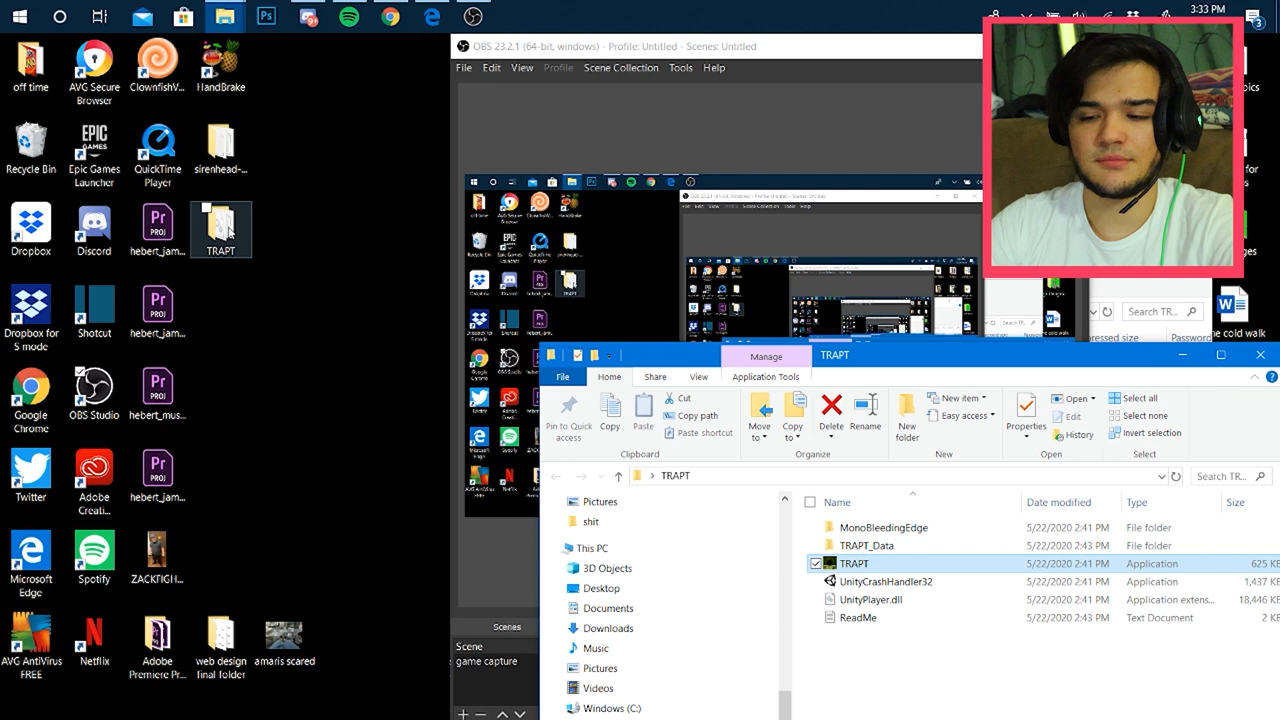 3:33 PM
3
OBS 23.2.1 (64-bit, windows) - Profile: Untitled - Scenes: Untitled
File Edit View Profile Scene Collection Tools Help
off time
AVG Secure
Browser
ClownfishV...
HandBrake
Recycle Bin
Epic Games
Launcher
QuickTime
Player
sirenhead-...
Dropbox
Discord
hebert_jam...
TRAPT
Dropbox for
S mode
Shotcut
hebert_jam...
Google
Chrome
OBS Studio
hebert_mus...
Twitter
Adobe
Creati...
hebert_jam...
Microsoft
Edge
Spotify
ZACKFIGH...
AVG AntiVirus
FREE
Netflix
Adobe
Premiere Pr...
web design
final folder
amaris scared
Search TR...
Password
Manage TRAPT
File Home Share View Application Tools
Pin to Quick
access
Copy
Paste
Cut
Copy path
Paste shortcut
Clipboard
Move
to
Copy
to
Delete
Rename
Organize
New
folder
New item
Easy access
New
Properties
Open
Edit
History
Open
Select all
Select none
Invert selection
Select
TRAPT
Search TR...
Pictures
shit
This PC
3D Objects
Desktop
Documents
Downloads
Music
Pictures
Videos
Windows (C:)
Name Date modified Type Size
MonoBleedingEdge 5/22/2020 2:41 PM File folder
TRAPT_Data 5/22/2020 2:43 PM File folder
TRAPT 5/22/2020 2:41 PM Application 625 KB
UnityCrashHandler32 5/22/2020 2:41 PM Application 1,437 KB
UnityPlayer.dll 5/22/2020 2:41 PM Application extens... 18,446 KB
ReadMe 5/22/2020 2:43 PM Text Document 2 KB
Scenes
Scene
game capture
he cold walk